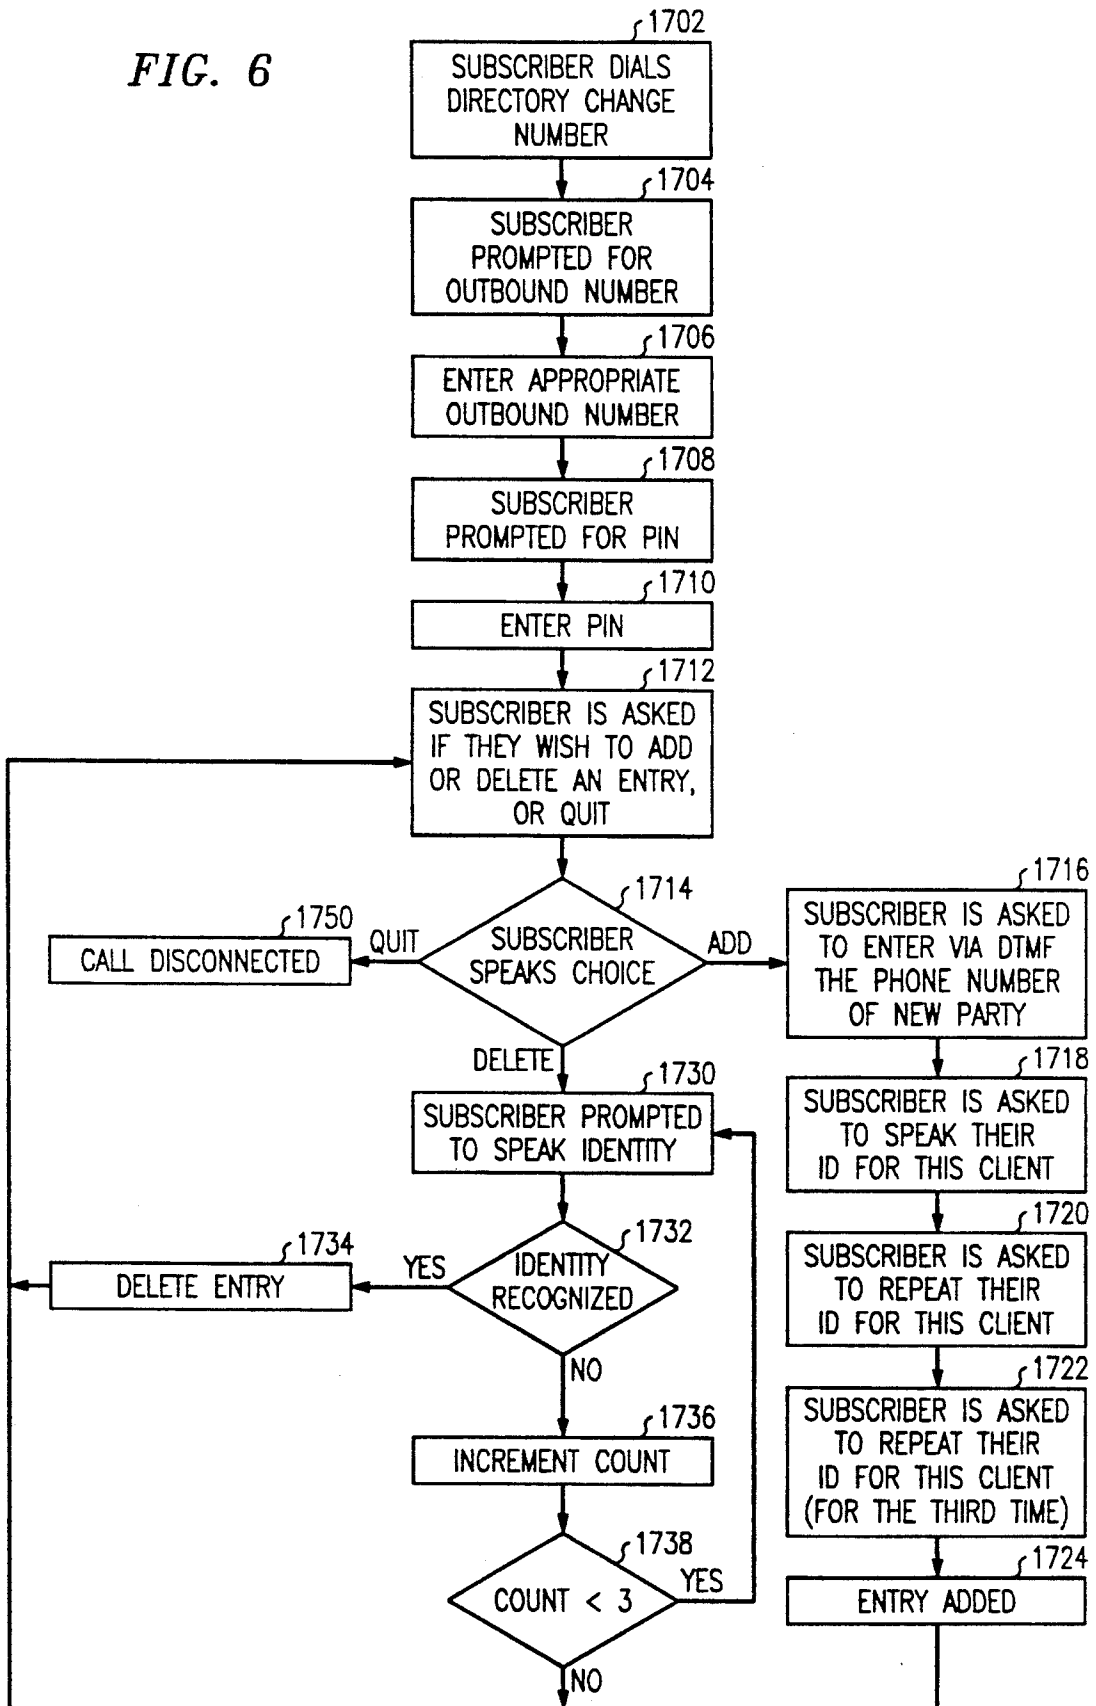 FIG. 6
1702
SUBSCRIBER DIALS
DIRECTORY CHANGE
NUMBER
1704
SUBSCRIBER
PROMPTED FOR
OUTBOUND NUMBER
1706
ENTER APPROPRIATE
OUTBOUND NUMBER
1708
SUBSCRIBER
PROMPTED FOR PIN
1710
ENTER PIN
1712
SUBSCRIBER IS ASKED
IF THEY WISH TO ADD
OR DELETE AN ENTRY,
OR QUIT
1714
SUBSCRIBER
SPEAKS CHOICE
QUIT
1750
CALL DISCONNECTED
ADD
1716
SUBSCRIBER IS ASKED
TO ENTER VIA DTMF
THE PHONE NUMBER
OF NEW PARTY
1718
SUBSCRIBER IS ASKED
TO SPEAK THEIR
ID FOR THIS CLIENT
1720
SUBSCRIBER IS ASKED
TO REPEAT THEIR
ID FOR THIS CLIENT
1722
SUBSCRIBER IS ASKED
TO REPEAT THEIR
ID FOR THIS CLIENT
(FOR THE THIRD TIME)
1724
ENTRY ADDED
DELETE
1730
SUBSCRIBER PROMPTED
TO SPEAK IDENTITY
1732
IDENTITY
RECOGNIZED
YES
1734
DELETE ENTRY
NO
1736
INCREMENT COUNT
1738
COUNT < 3
YES
NO